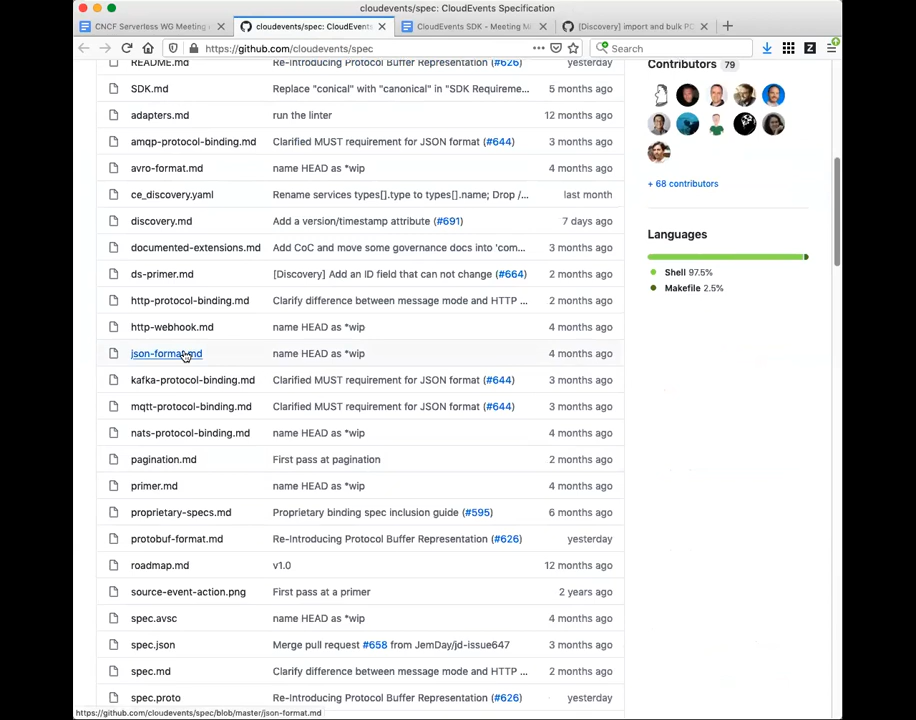 cloudevents/spec: CloudEvents Specification
CNCF Serverless WG Meeting
cloudevents/spec: CloudEvents
CloudEvents SDK - Meeting M
[Discovery] import and bulk PO
https://github.com/cloudevents/spec
Search
README.md Re-Introducing Protocol Buffer Representation (#626) yesterday
SDK.md Replace "conical" with "canonical" in "SDK Requireme... 5 months ago
adapters.md run the linter 12 months ago
amqp-protocol-binding.md Clarified MUST requirement for JSON format (#644) 3 months ago
avro-format.md name HEAD as *wip 4 months ago
ce_discovery.yaml Rename services types[].type to types[].name; Drop /... last month
discovery.md Add a version/timestamp attribute (#691) 7 days ago
documented-extensions.md Add CoC and move some governance docs into 'com... 3 months ago
ds-primer.md [Discovery] Add an ID field that can not change (#664) 2 months ago
http-protocol-binding.md Clarify difference between message mode and HTTP ... 2 months ago
http-webhook.md name HEAD as *wip 4 months ago
json-format.md name HEAD as *wip 4 months ago
kafka-protocol-binding.md Clarified MUST requirement for JSON format (#644) 3 months ago
mqtt-protocol-binding.md Clarified MUST requirement for JSON format (#644) 3 months ago
nats-protocol-binding.md name HEAD as *wip 4 months ago
pagination.md First pass at pagination 2 months ago
primer.md name HEAD as *wip 4 months ago
proprietary-specs.md Proprietary binding spec inclusion guide (#595) 6 months ago
protobuf-format.md Re-Introducing Protocol Buffer Representation (#626) yesterday
roadmap.md v1.0 12 months ago
source-event-action.png First pass at a primer 2 years ago
spec.avsc name HEAD as *wip 4 months ago
spec.json Merge pull request #658 from JemDay/jd-issue647 3 months ago
spec.md Clarify difference between message mode and HTTP ... 2 months ago
spec.proto Re-Introducing Protocol Buffer Representation (#626) yesterday
Contributors 79
+ 68 contributors
Languages
Shell 97.5%
Makefile 2.5%
https://github.com/cloudevents/spec/blob/master/json-format.md